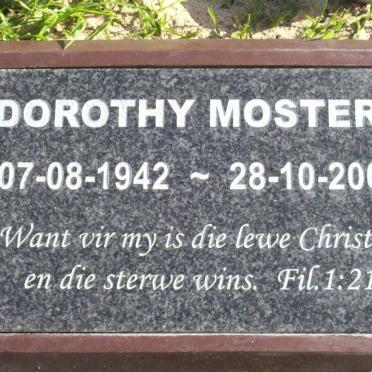 DOROTHY MOSTER
07-08-1942 ~ 28-10-200
Want vir my is die lewe Christ
en die sterwe wins. Fil.1:21